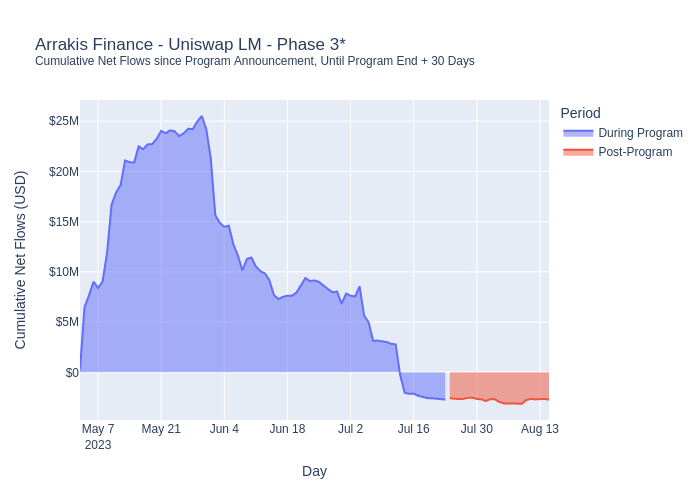 Arrakis Finance - Uniswap LM - Phase 3*
Cumulative Net Flows since Program Announcement, Until Program End + 30 Days
Period
During Program
Post-Program
Cumulative Net Flows (USD)
$25M
$20M
$15M
$10M
$5M
$0
May 7
2023
May 21
Jun 4
Jun 18
Jul 2
Jul 16
Jul 30
Aug 13
Day